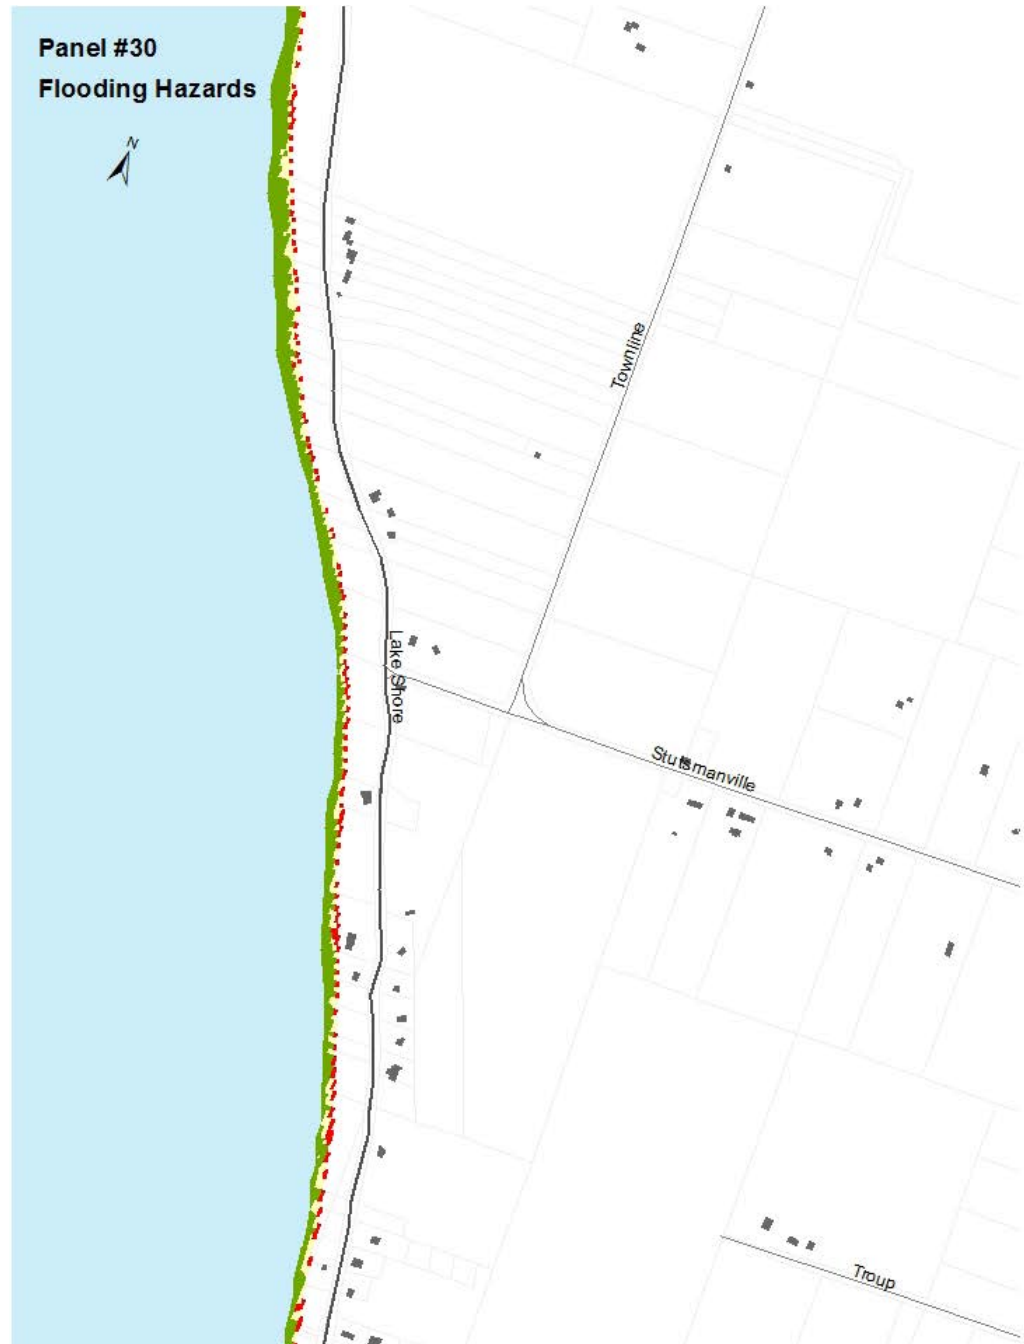 Panel #30
Flooding Hazards
N
Townline
Lake Shore
Stutsmanville
Troup